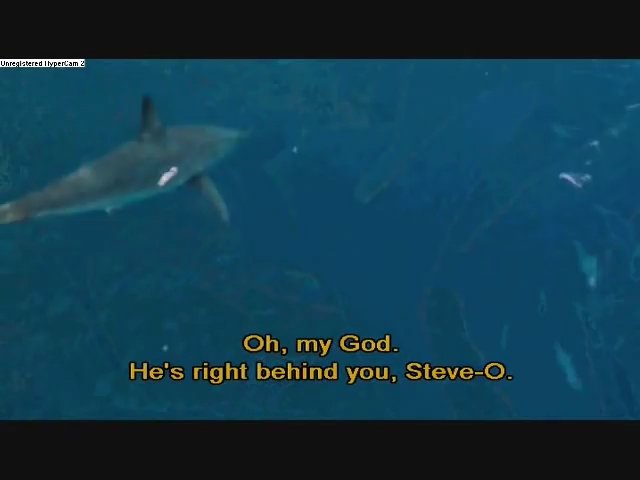 Unregistered HyperCam 2
Oh, my God.
He's right behind you, Steve-O.